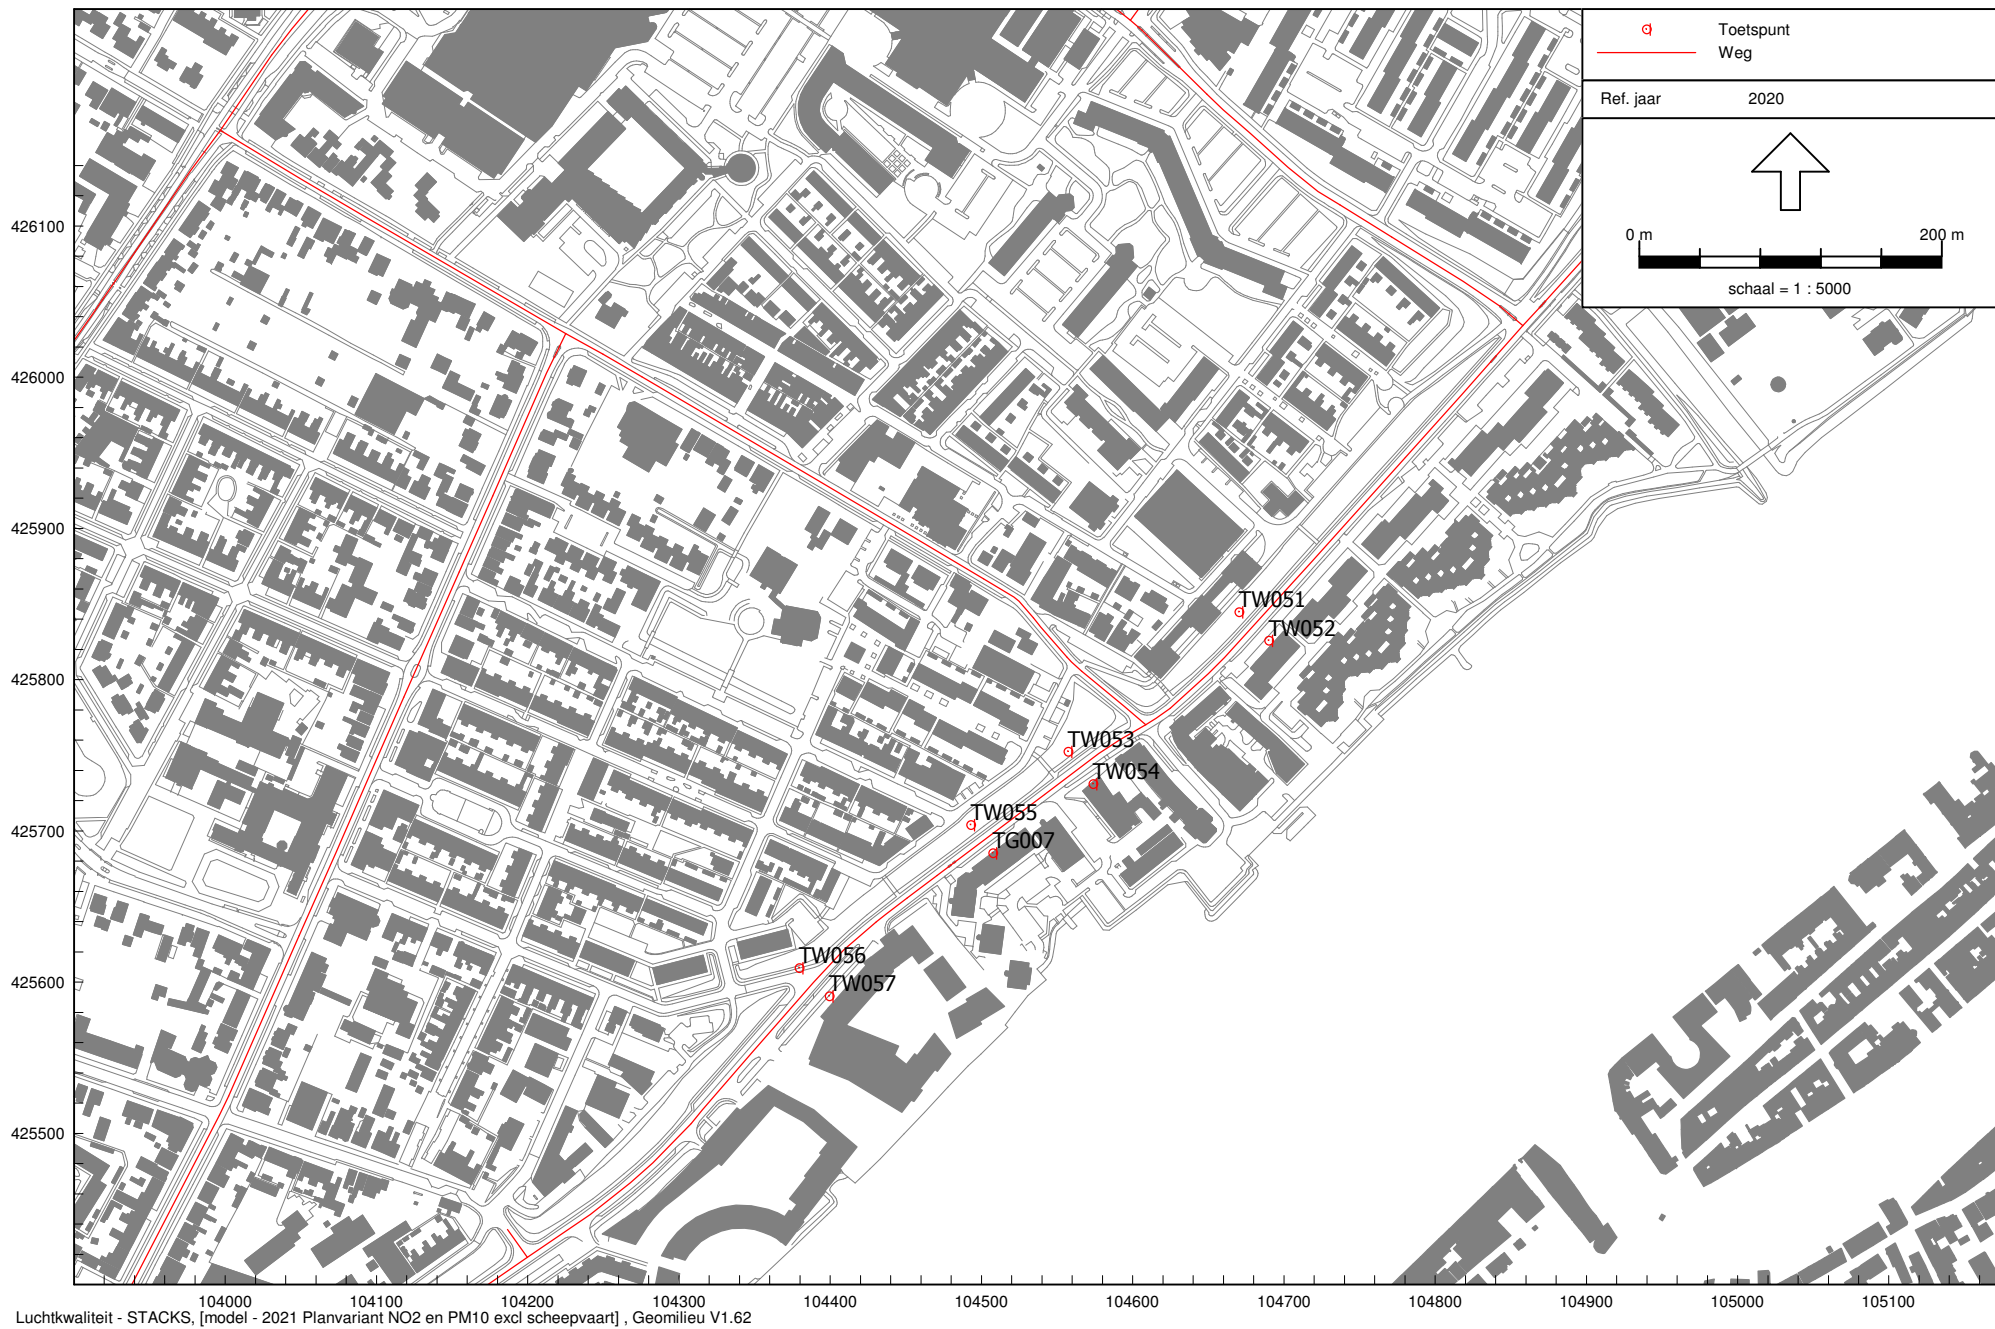 Toetspunt
Weg
Ref. jaar 2020
0 m 200 m
schaal = 1 : 5000
426100
426000
425900
425800
425700
425600
425500
TW051
TW052
TW053
TW054
TW055
TG007
TW056
TW057
104000 104100 104200 104300 104400 104500 104600 104700 104800 104900 105000 105100
Luchtkwaliteit - STACKS, [model - 2021 Planvariant NO2 en PM10 excl scheepvaart] , Geomilieu V1.62